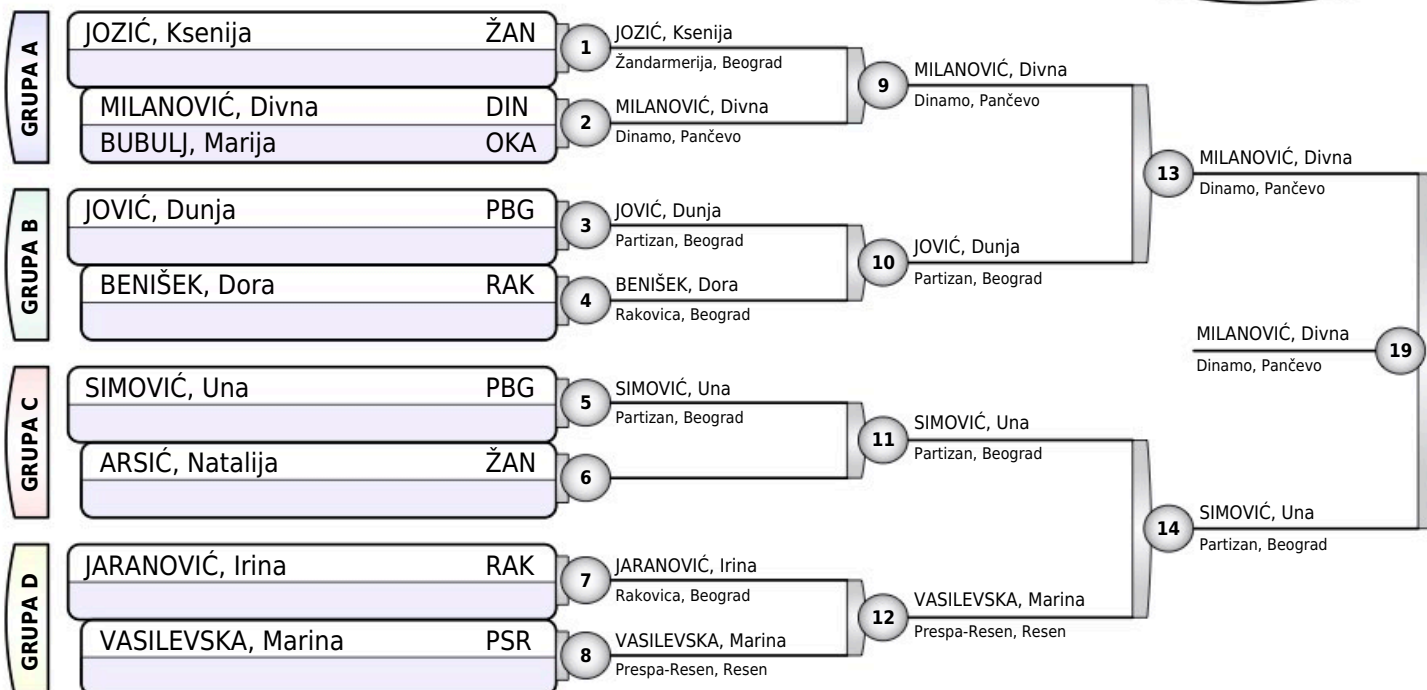 GRUPA A
JOZIĆ, Ksenija ŽAN
MILANOVIĆ, Divna DIN
BUBULJ, Marija OKA
GRUPA B
JOVIĆ, Dunja PBG
BENIŠEK, Dora RAK
GRUPA C
SIMOVIĆ, Una PBG
ARSIĆ, Natalija ŽAN
GRUPA D
JARANOVIĆ, Irina RAK
VASILEVSKA, Marina PSR
1
JOZIĆ, Ksenija
Žandarmerija, Beograd
2
MILANOVIĆ, Divna
Dinamo, Pančevo
3
JOVIĆ, Dunja
Partizan, Beograd
4
BENIŠEK, Dora
Rakovica, Beograd
5
SIMOVIĆ, Una
Partizan, Beograd
6
7
JARANOVIĆ, Irina
Rakovica, Beograd
8
VASILEVSKA, Marina
Prespa-Resen, Resen
9
MILANOVIĆ, Divna
Dinamo, Pančevo
10
JOVIĆ, Dunja
Partizan, Beograd
11
SIMOVIĆ, Una
Partizan, Beograd
12
VASILEVSKA, Marina
Prespa-Resen, Resen
13
MILANOVIĆ, Divna
Dinamo, Pančevo
14
SIMOVIĆ, Una
Partizan, Beograd
MILANOVIĆ, Divna
Dinamo, Pančevo
19